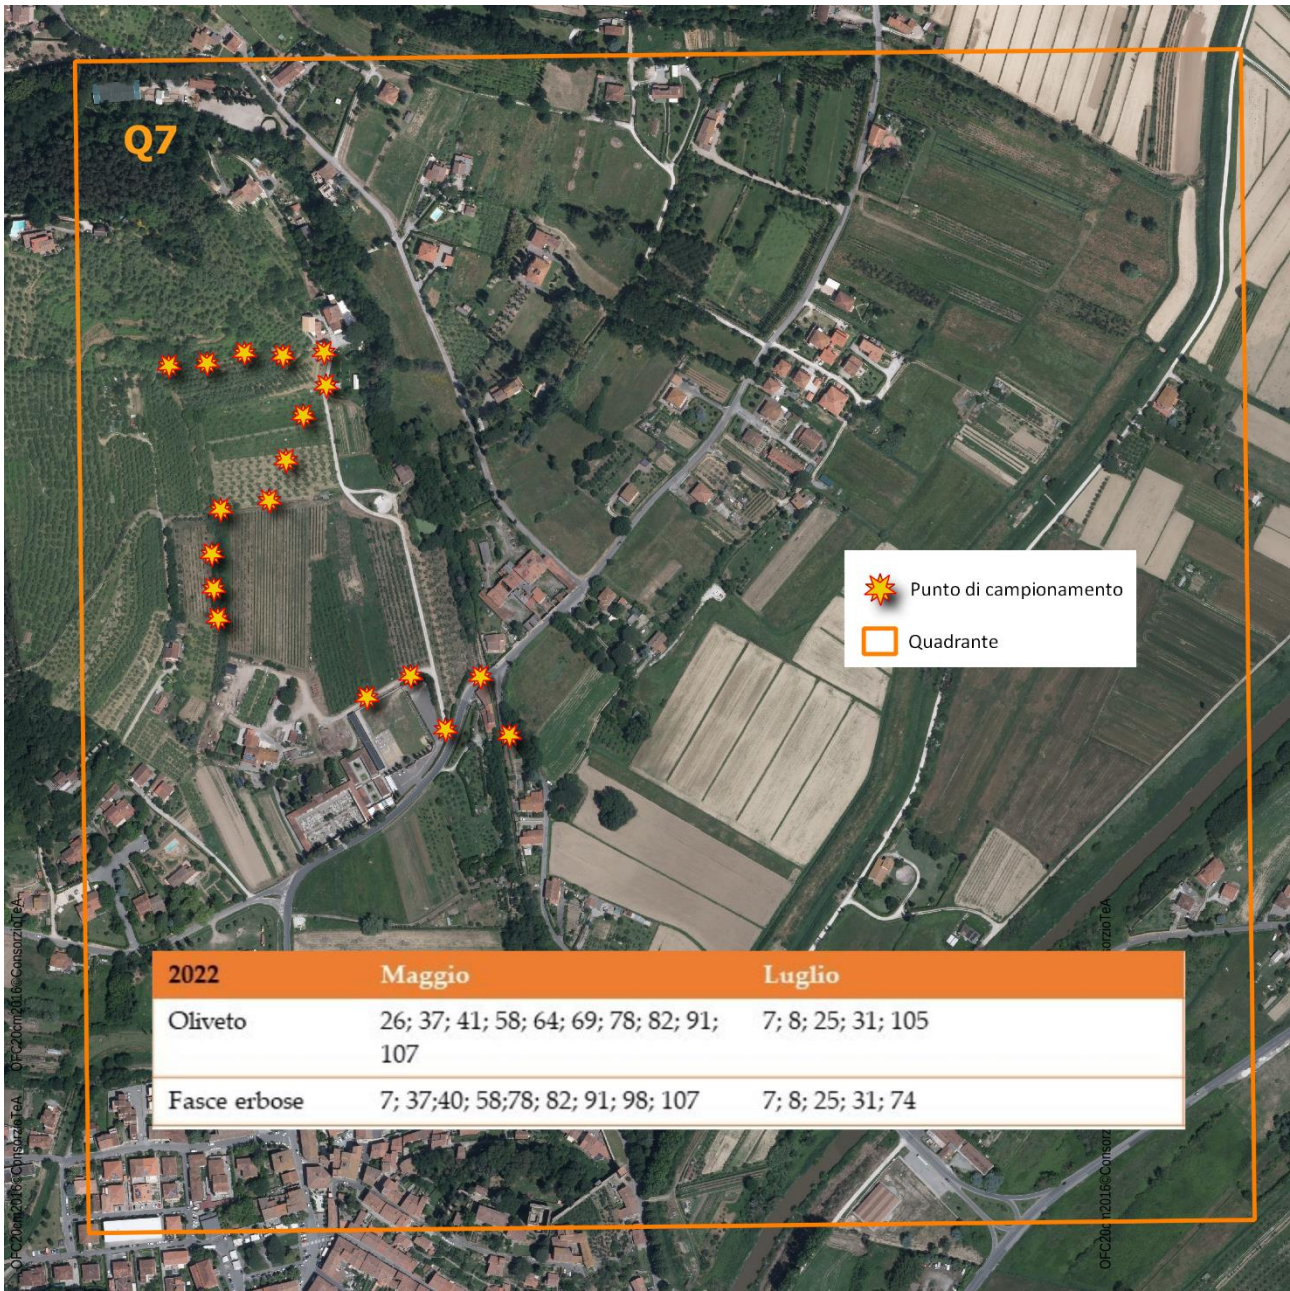 Q7
Punto di campionamento
Quadrante
OFC20cm2016©ConsorzioTeA
2022 Maggio Luglio
Oliveto 26; 37; 41; 58; 64; 69; 78; 82; 91; 7; 8; 25; 31; 105
107
Fasce erbose 7; 37;40; 58;78; 82; 91; 98; 107 7; 8; 25; 31; 74
OFC20cm2016©ConsorzioTeA